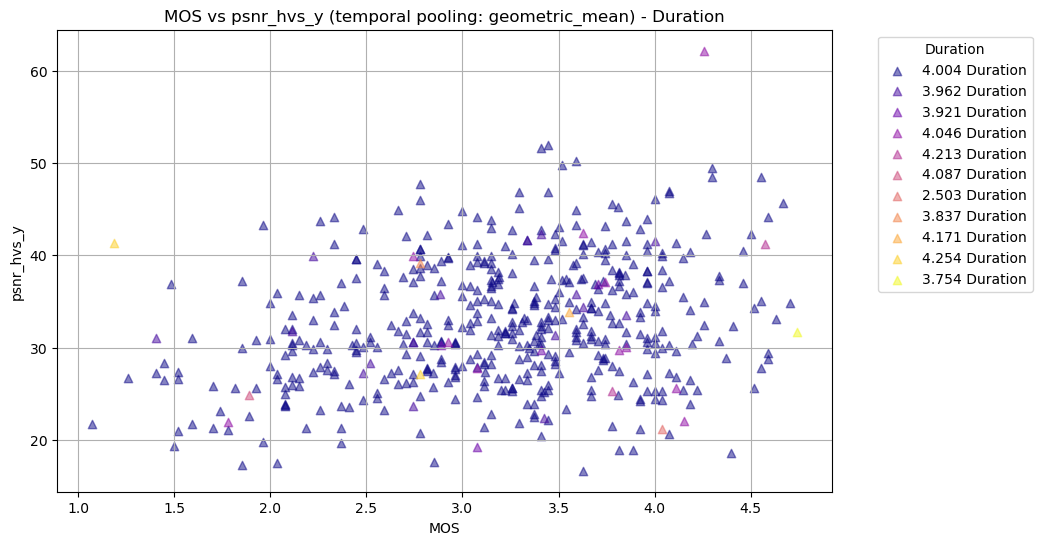 MOS vs psnr_hvs_y (temporal pooling: geometric_mean) - Duration
psnr_hvs_y
60
50
40
30
20
1.0 1.5 2.0 2.5 3.0 3.5 4.0 4.5
MOS
Duration
4.004 Duration
3.962 Duration
3.921 Duration
4.046 Duration
4.213 Duration
4.087 Duration
2.503 Duration
3.837 Duration
4.171 Duration
4.254 Duration
3.754 Duration